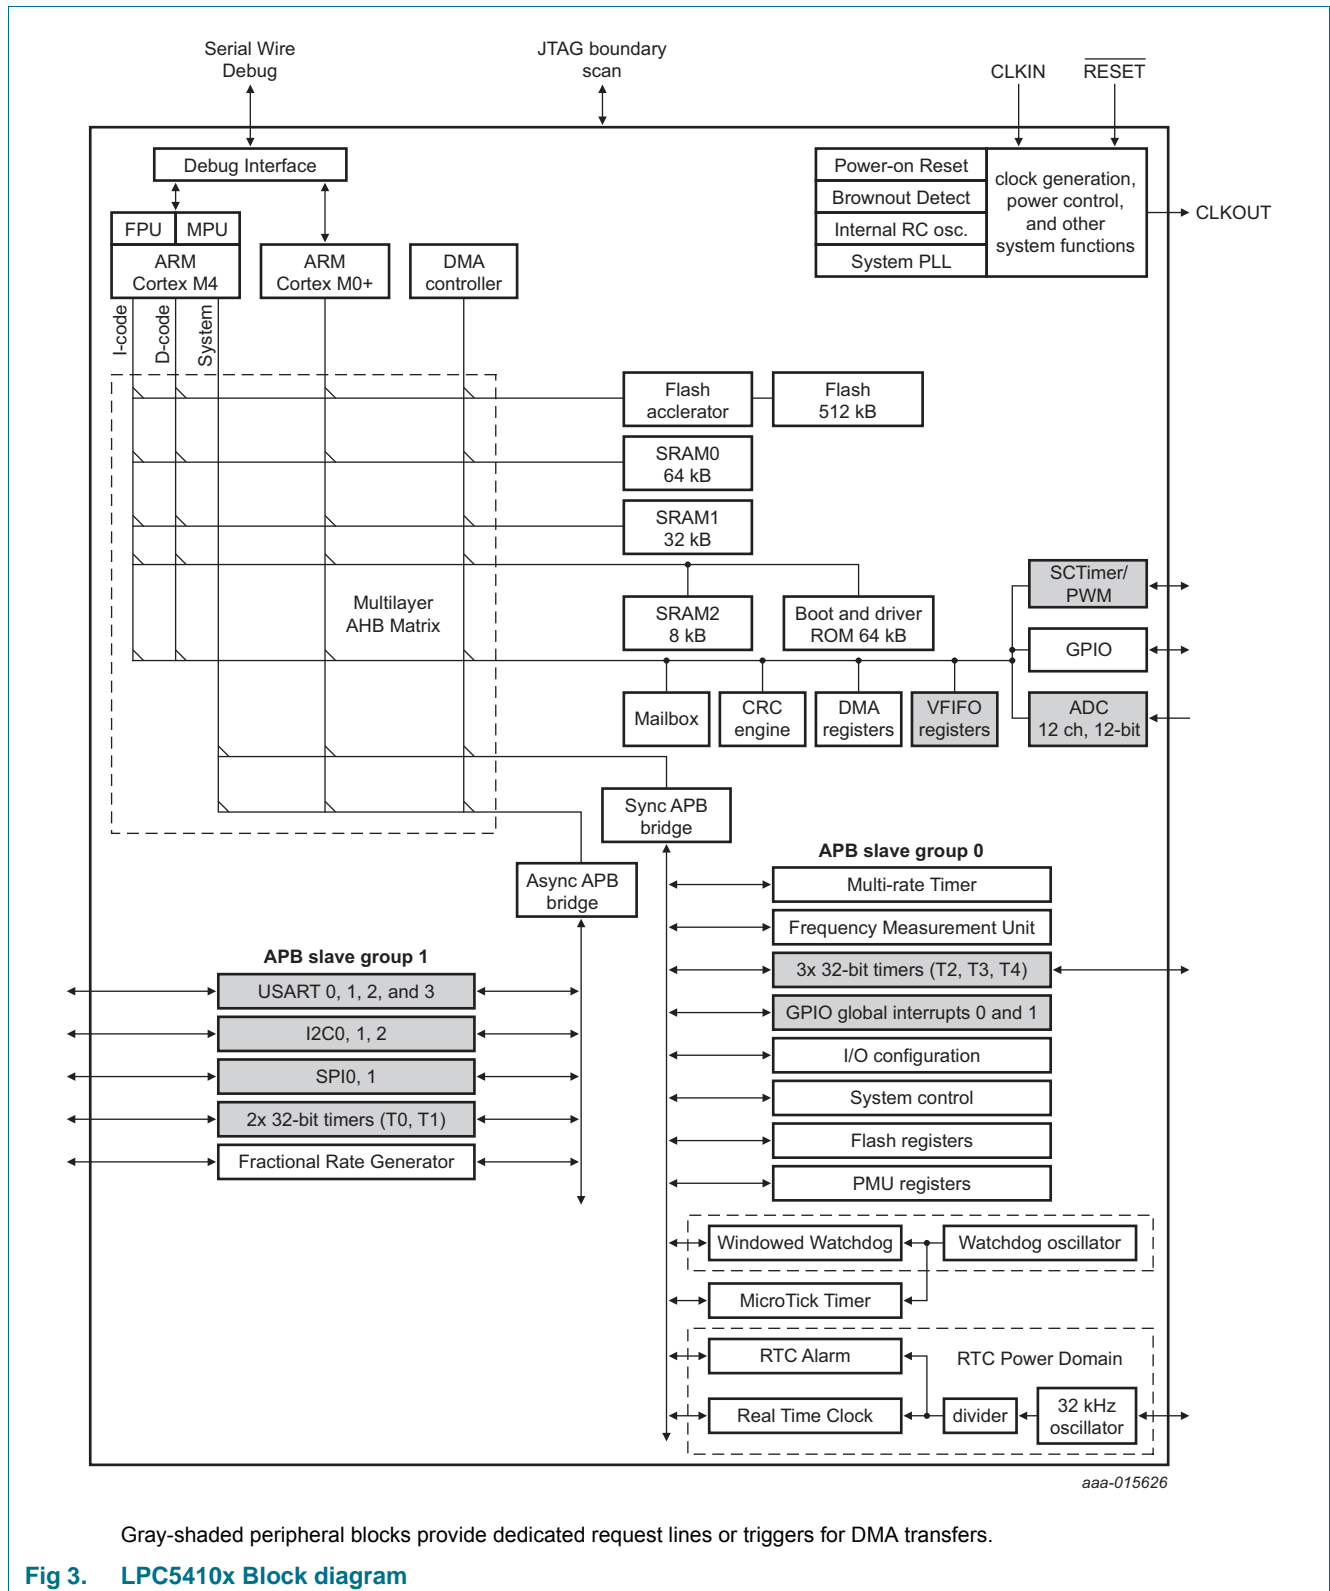 Serial Wire
Debug
JTAG boundary
scan
CLKIN
RESET
Debug Interface
Power-on Reset
Brownout Detect
Internal RC osc.
System PLL
clock generation,
power control,
and other
system functions
CLKOUT
FPU
MPU
ARM
Cortex M4
ARM
Cortex M0+
DMA
controller
I-code
D-code
System
Flash
acclerator
Flash
512 kB
SRAM0
64 kB
SRAM1
32 kB
Multilayer
AHB Matrix
SRAM2
8 kB
Boot and driver
ROM 64 kB
SCTimer/
PWM
GPIO
ADC
12 ch, 12-bit
Mailbox
CRC
engine
DMA
registers
VFIFO
registers
Sync APB
bridge
Async APB
bridge
APB slave group 0
Multi-rate Timer
Frequency Measurement Unit
3x 32-bit timers (T2, T3, T4)
GPIO global interrupts 0 and 1
I/O configuration
System control
Flash registers
PMU registers
APB slave group 1
USART 0, 1, 2, and 3
I2C0, 1, 2
SPI0, 1
2x 32-bit timers (T0, T1)
Fractional Rate Generator
Windowed Watchdog
Watchdog oscillator
MicroTick Timer
RTC Alarm
RTC Power Domain
Real Time Clock
divider
32 kHz
oscillator
aaa-015626
Gray-shaded peripheral blocks provide dedicated request lines or triggers for DMA transfers.
Fig 3. LPC5410x Block diagram